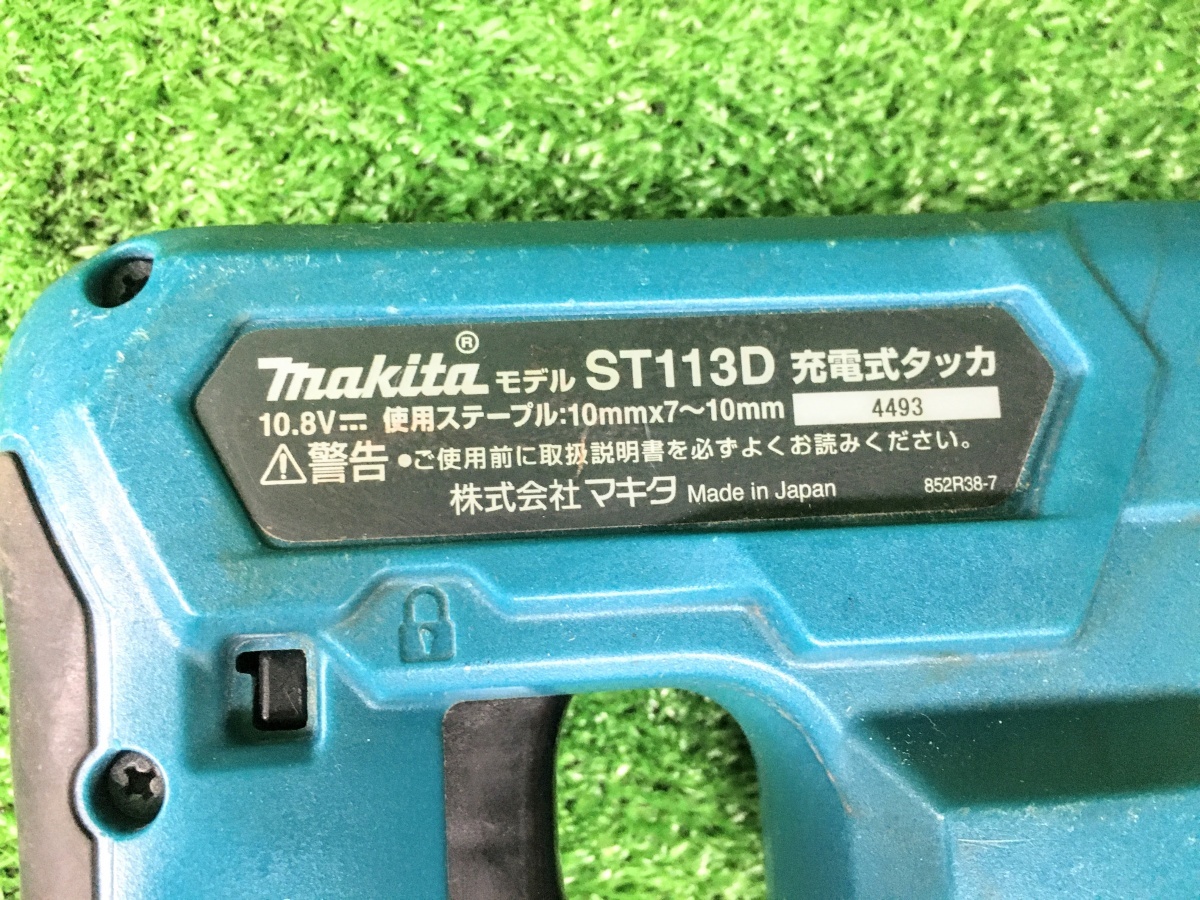 makita® モデル ST113D 充電式タッカ
10.8V⎓ 使用ステープル:10mmx7～10mm 4493
⚠警告 ●ご使用前に取扱説明書を必ずよくお読みください。
株式会社マキタ Made in Japan 852R38-7